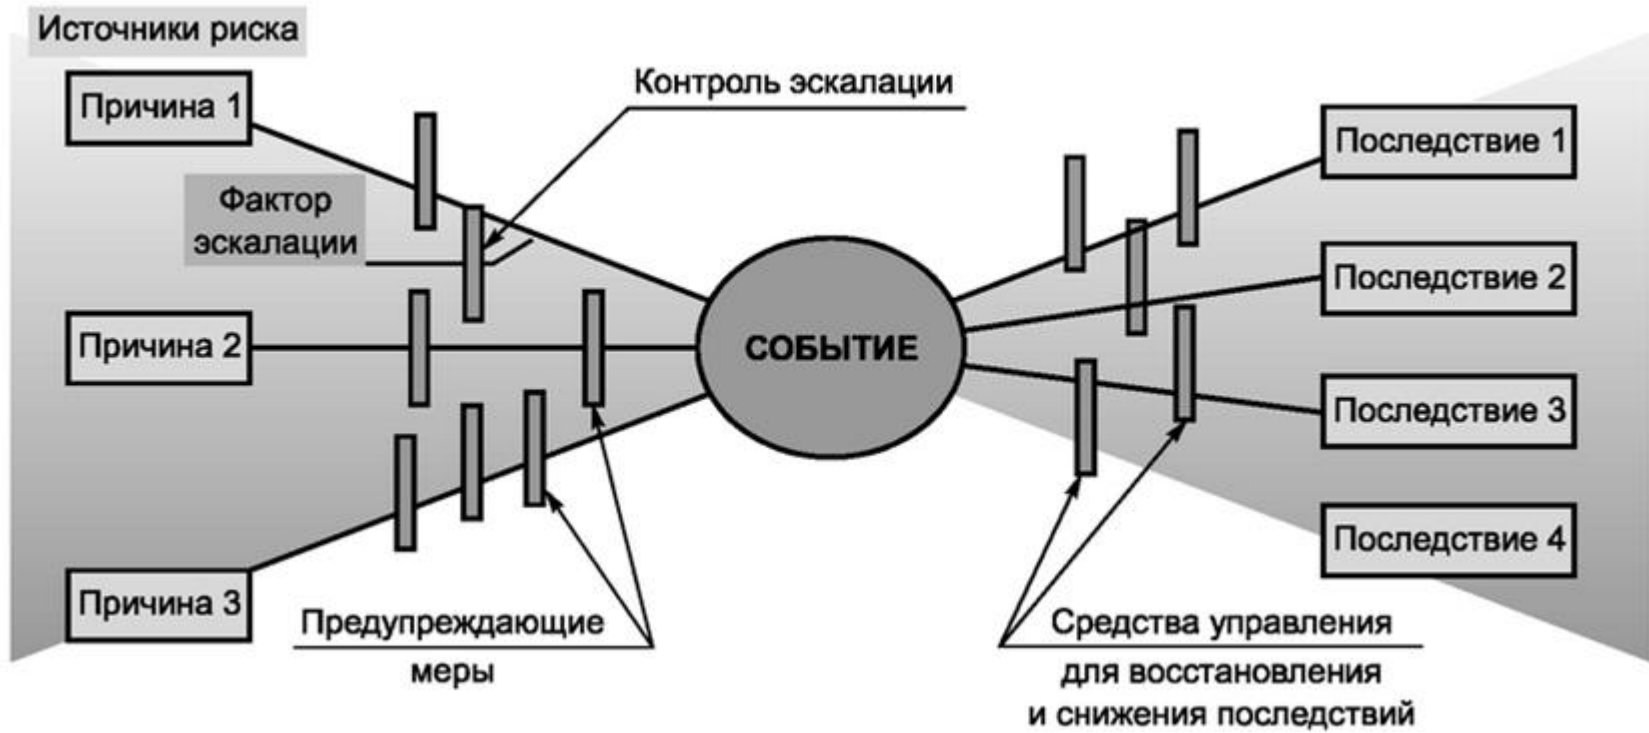 Источники риска
Причина 1
Контроль эскалации
Последствие 1
Фактор
эскалации
Последствие 2
Причина 2
СОБЫТИЕ
Последствие 3
Последствие 4
Причина 3
Предупреждающие
меры
Средства управления
для восстановления
и снижения последствий